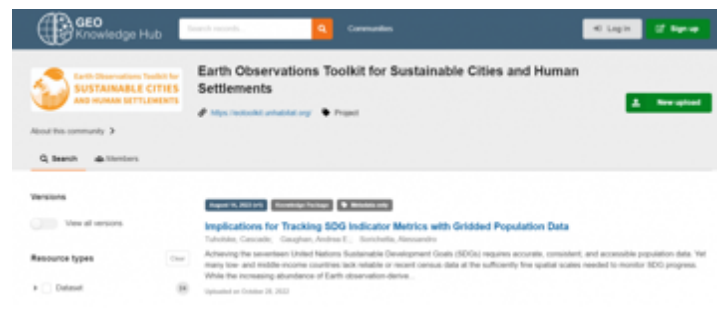 GEO
Knowledge Hub
Search records...
Communities
Log in
Sign up
Earth Observations Toolkit for
SUSTAINABLE CITIES
AND HUMAN SETTLEMENTS
Earth Observations Toolkit for Sustainable Cities and Human
Settlements
https://eotoolkit.unhabitat.org/
Project
New upload
About this community
Search
Members
Versions
View all versions
Resource types
Clear
Dataset
Knowledge Package
Metadata only
Implications for Tracking SDG Indicator Metrics with Gridded Population Data
Tuholske, Cascade; Gaughan, Andrea E.; Sorichetta, Alessandro
Achieving the seventeen United Nations Sustainable Development Goals (SDGs) requires accurate, consistent, and accessible population data. Yet
many low- and middle-income countries lack reliable or recent census data at the sufficiently fine spatial scales needed to monitor SDG progress.
While the increasing abundance of Earth observation-derive...
Uploaded on October 28, 2022